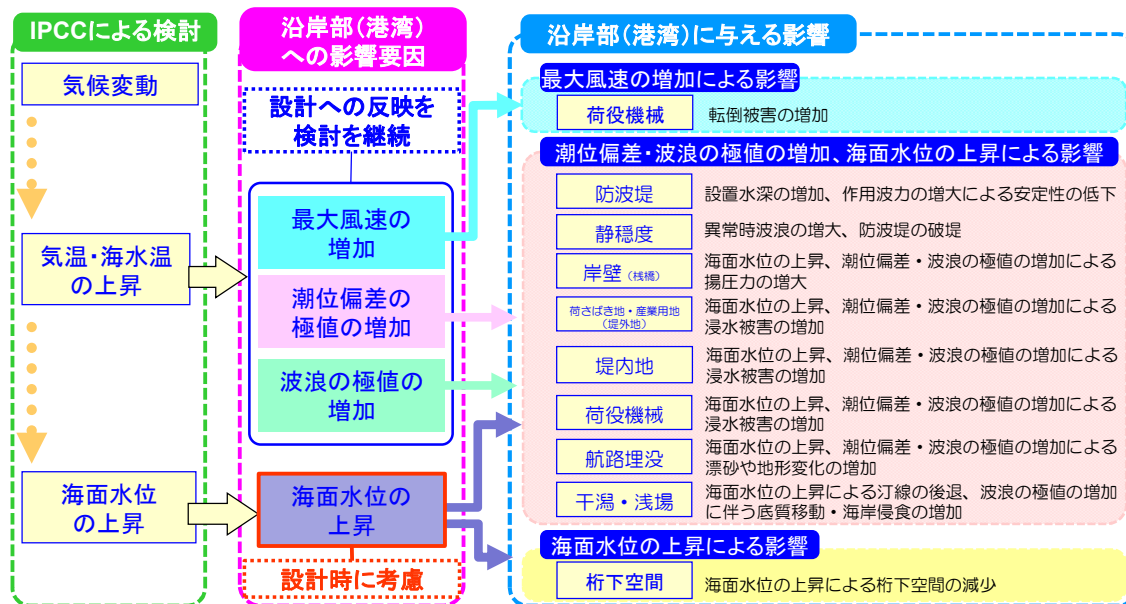 IPCCによる検討
気候変動
気温・海水温
の上昇
海面水位
の上昇
沿岸部(港湾)
への影響要因
設計への反映を
検討を継続
最大風速の
増加
潮位偏差の
極値の増加
波浪の極値の
増加
海面水位の
上昇
設計時に考慮
沿岸部(港湾)に与える影響
最大風速の増加による影響
荷役機械
転倒被害の増加
潮位偏差・波浪の極値の増加、海面水位の上昇による影響
防波堤
設置水深の増加、作用波力の増大による安定性の低下
静穏度
異常時波浪の増大、防波堤の破堤
岸壁(桟橋)
海面水位の上昇、潮位偏差・波浪の極値の増加による
揚圧力の増大
荷さばき地・産業用地
(堤外地)
海面水位の上昇、潮位偏差・波浪の極値の増加による
浸水被害の増加
堤内地
海面水位の上昇、潮位偏差・波浪の極値の増加による
浸水被害の増加
荷役機械
海面水位の上昇、潮位偏差・波浪の極値の増加による
浸水被害の増加
航路埋没
海面水位の上昇、潮位偏差・波浪の極値の増加による
漂砂や地形変化の増加
干潟・浅場
海面水位の上昇による汀線の後退、波浪の極値の増加
に伴う底質移動・海岸侵食の増加
海面水位の上昇による影響
桁下空間
海面水位の上昇による桁下空間の減少